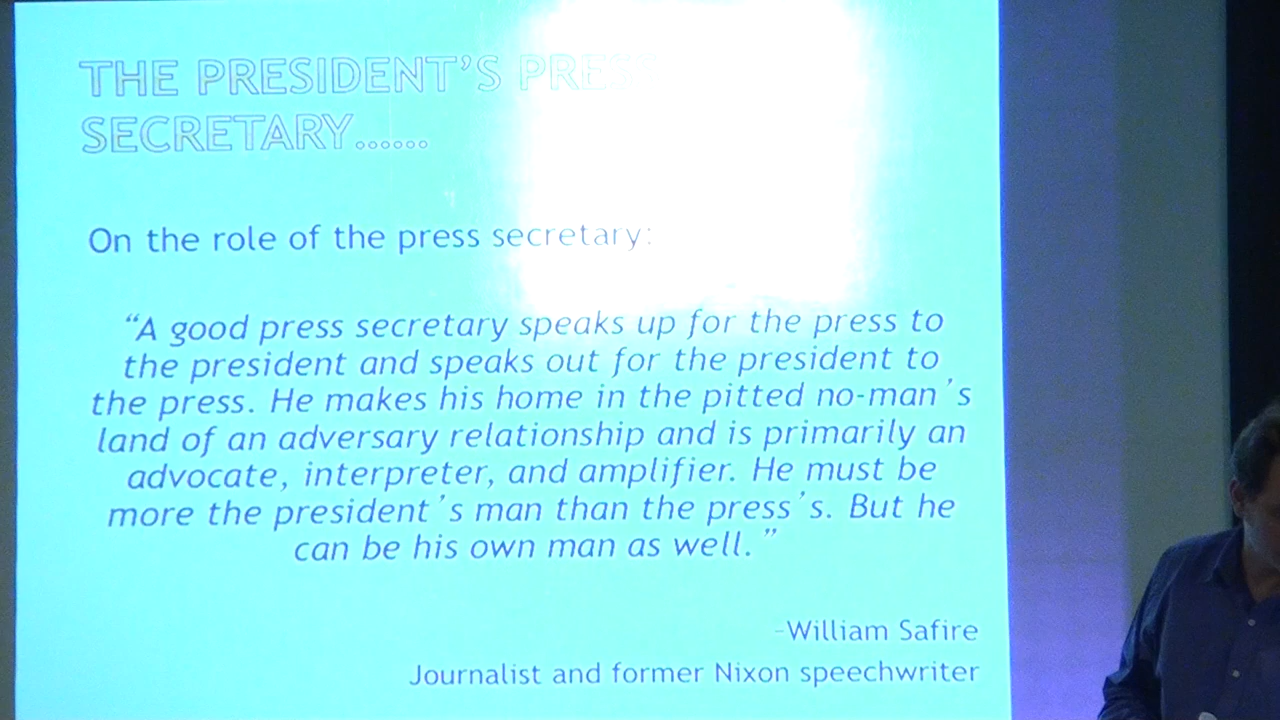 THE PRESIDENT'S PRESS
SECRETARY......
On the role of the press secretary:
“A good press secretary speaks up for the press to
the president and speaks out for the president to
the press. He makes his home in the pitted no-man's
land of an adversary relationship and is primarily an
advocate, interpreter, and amplifier. He must be
more the president's man than the press's. But he
can be his own man as well.”
-William Safire
Journalist and former Nixon speechwriter